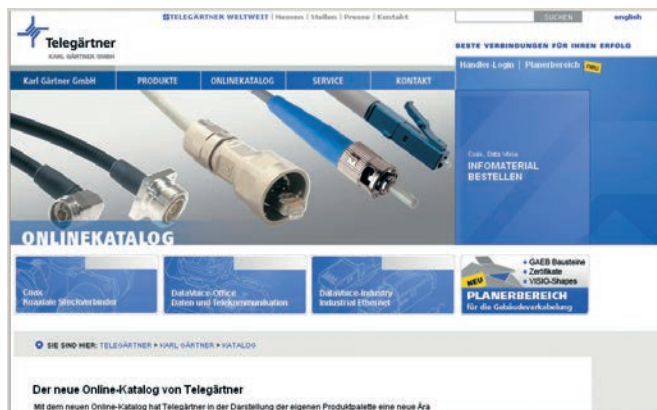 TELEGÄRTNER WELTWEIT | Messen | Stellen | Presse | Kontakt
SUCHEN
english
Telegärtner
KARL GÄRTNER GMBH
BESTE VERBINDUNGEN FÜR IHREN ERFOLG
Händler-Login | Planerbereich neu
Karl Gärtner GmbH
PRODUKTE
ONLINEKATALOG
SERVICE
KONTAKT
Coax, Data Voice
INFOMATERIAL
BESTELLEN
ONLINEKATALOG
Coax
Koaxiale Steckverbinder
DataVoice-Office
Daten und Telekommunikation
DataVoice-Industry
Industrial Ethernet
GAEB Bausteine
Zertifikate
VISIO-Shapes
NEU
PLANERBEREICH
für die Gebäudeverkabelung
SIE SIND HIER: TELEGÄRTNER ▸ KARL-GÄRTNER ▸ KATALOG
Der neue Online-Katalog von Telegärtner
Mit dem neuen Online-Katalog hat Telegärtner in der Darstellung der eigenen Produktpalette eine neue Ära